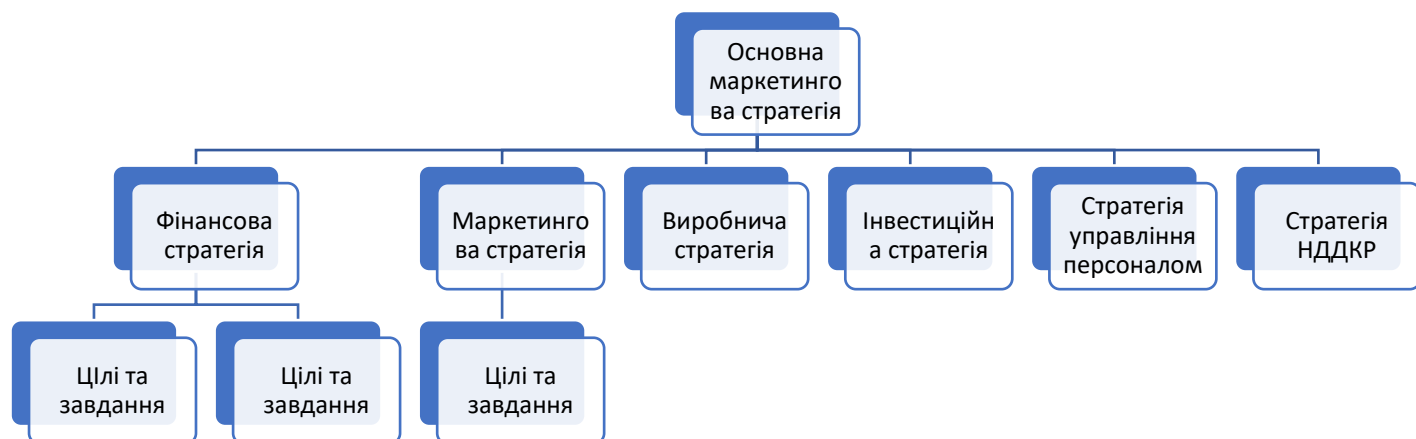 Основна
маркетинго
ва стратегія
Фінансова
стратегія
Маркетинго
ва стратегія
Виробнича
стратегія
Інвестиційн
а стратегія
Стратегія
управління
персоналом
Стратегія
НДДКР
ЦІлі та
завдання
Цілі та
завдання
Цілі та
завдання